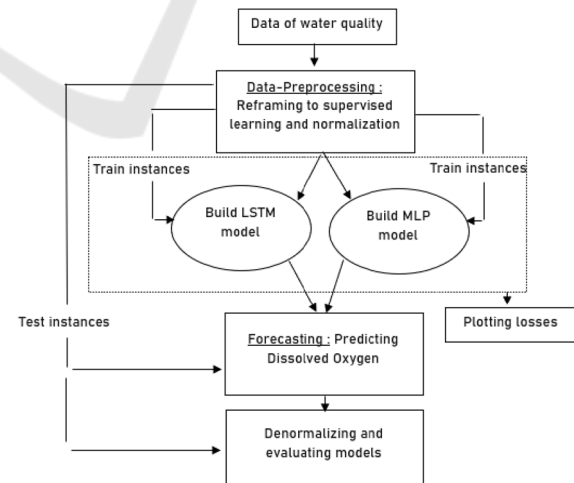 Data of water quality
Data-Preprocessing :
Reframing to supervised
learning and normalization
Train instances
Train instances
Build LSTM
model
Build MLP
model
Test instances
Plotting losses
Forecasting : Predicting
Dissolved Oxygen
Denormalizing and
evaluating models